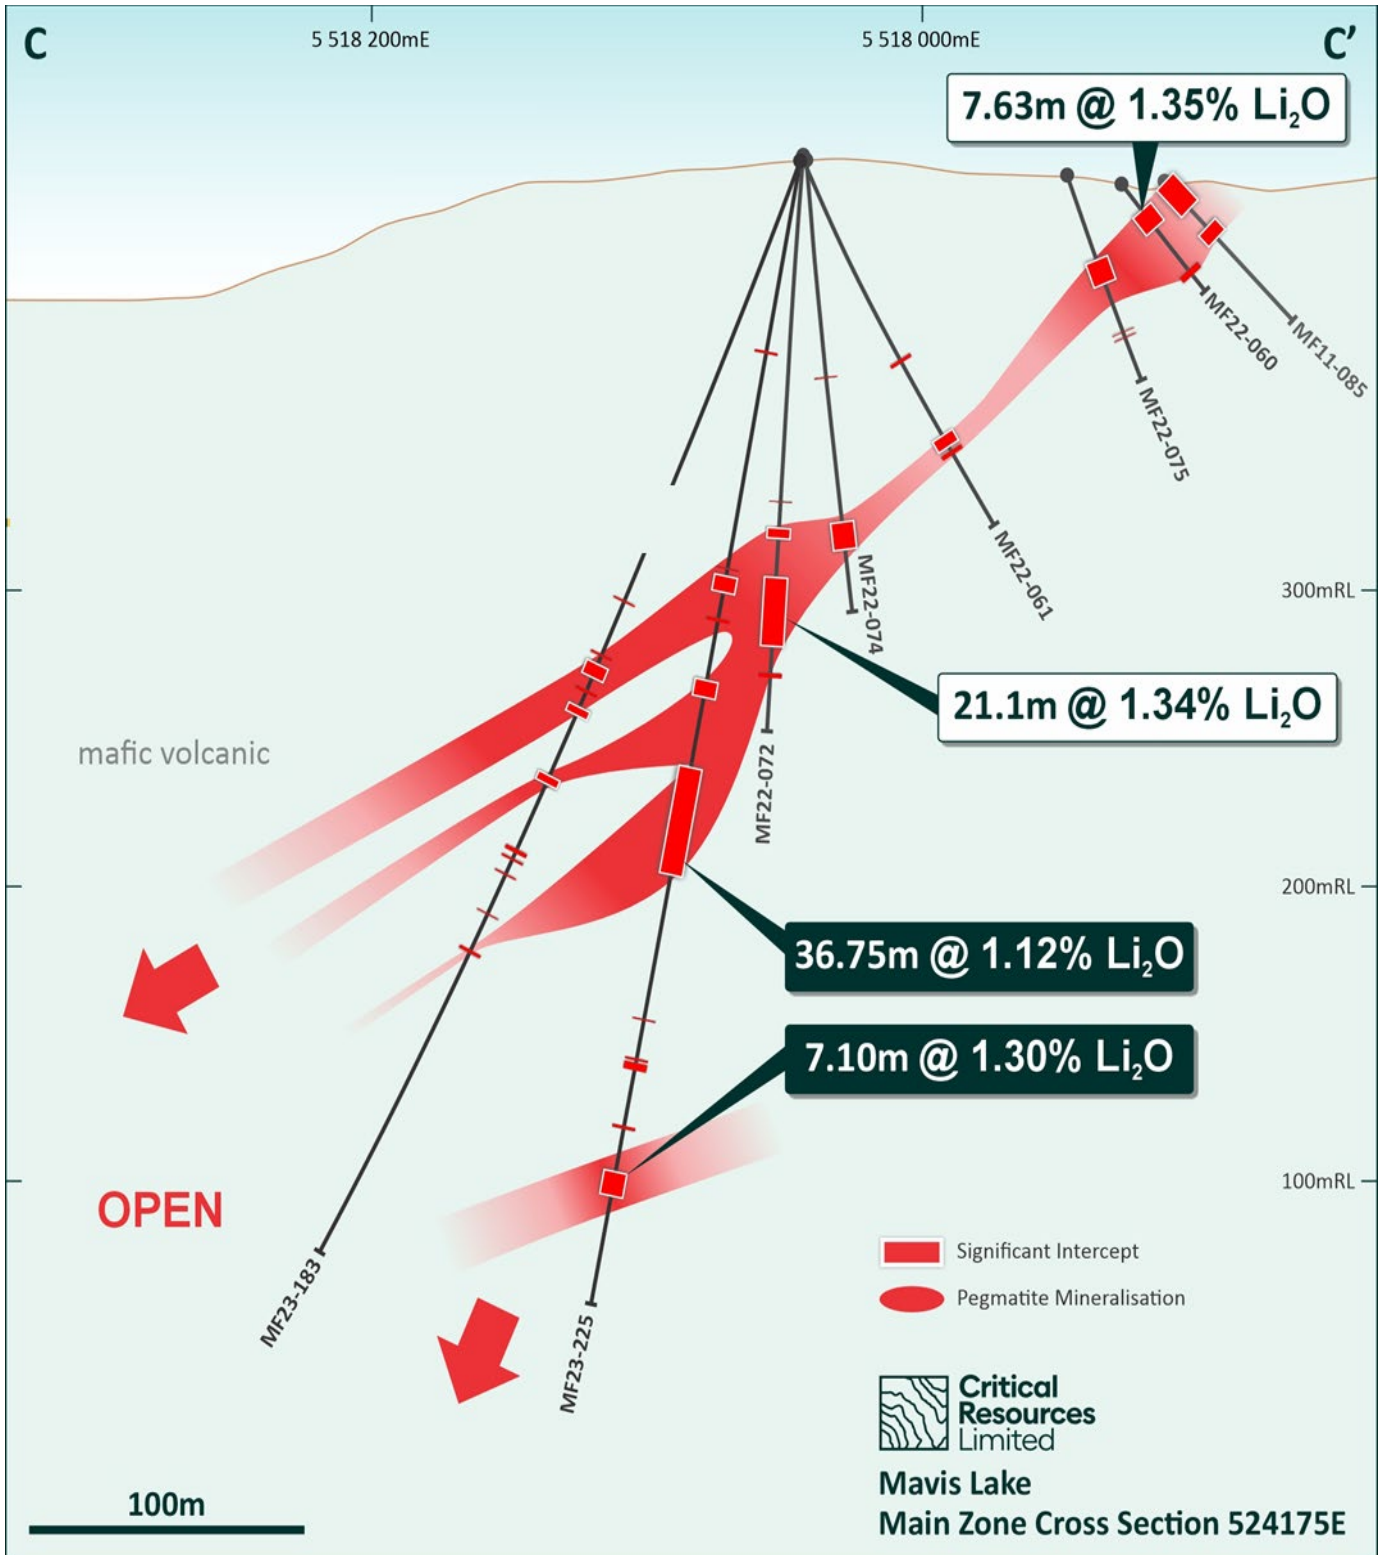 C
5 518 200mE
5 518 000mE
C’
7.63m @ 1.35% Li₂O
MF22-060
MF11-085
MF22-075
MF22-061
MF22-074
300mRL
21.1m @ 1.34% Li₂O
mafic volcanic
MF22-072
200mRL
36.75m @ 1.12% Li₂O
7.10m @ 1.30% Li₂O
100mRL
OPEN
MF23-183
MF23-225
Significant Intercept
Pegmatite Mineralisation
Critical
Resources
Limited
Mavis Lake
Main Zone Cross Section 524175E
100m